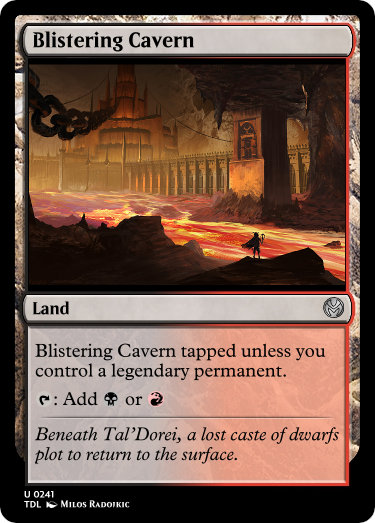 Blistering Cavern
Land
Blistering Cavern tapped unless you
control a legendary permanent.
: Add or
Beneath Tal'Dorei, a lost caste of dwarfs
plot to return to the surface.
U 0241
TDL Milos Radojkic